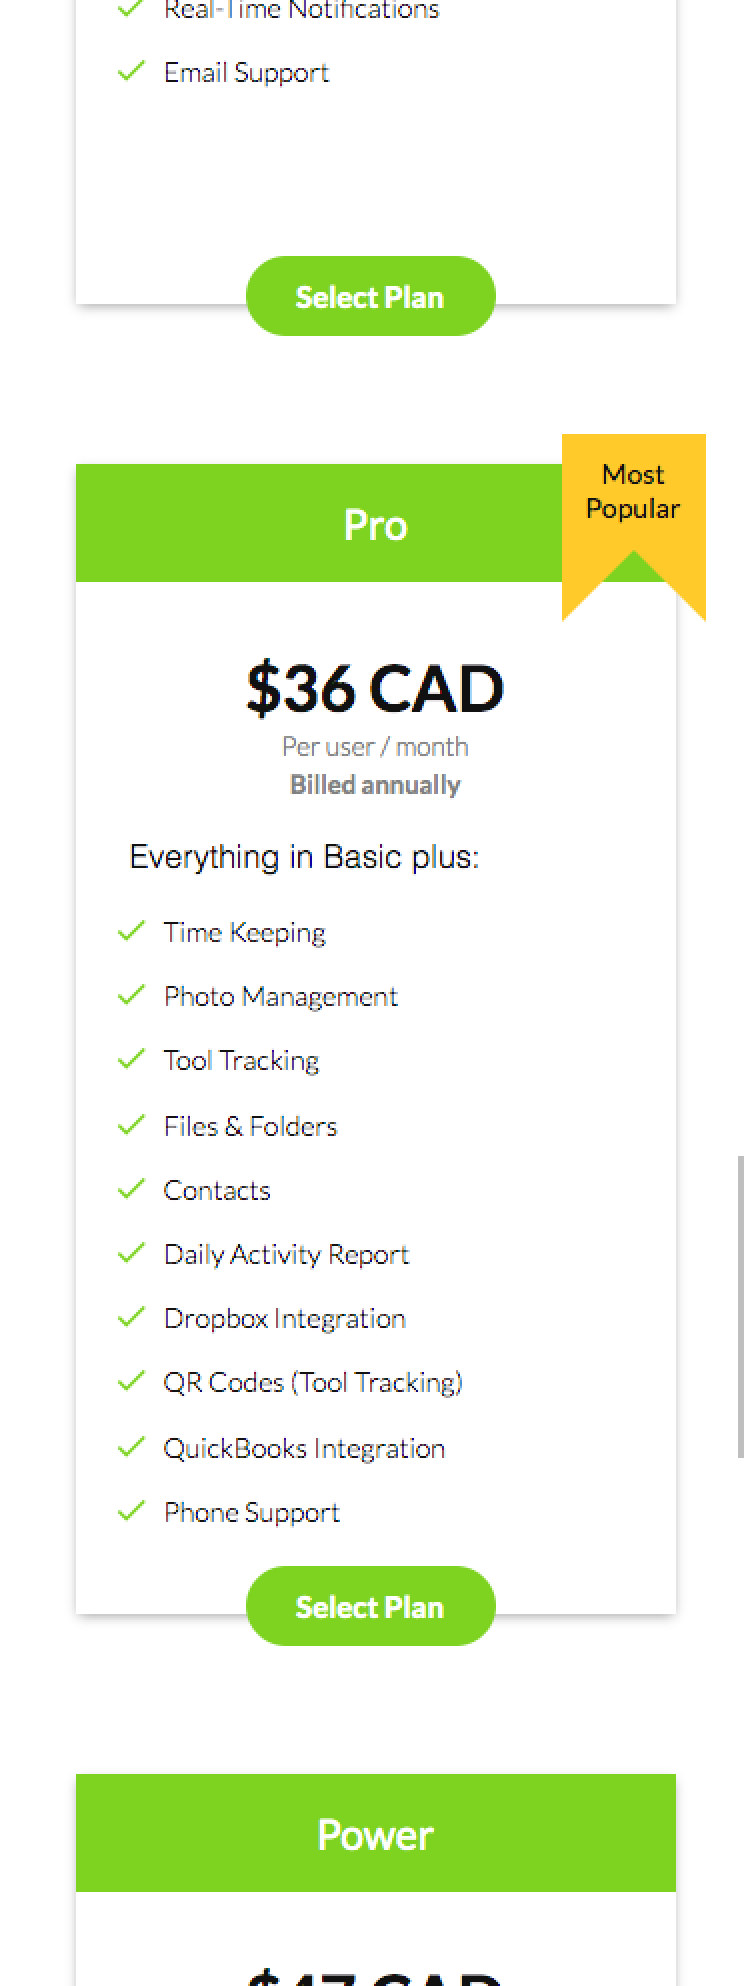 Real-Time Notifications
Email Support
Select Plan
Most
Popular
Pro
$36 CAD
Per user / month
Billed annually
Everything in Basic plus:
Time Keeping
Photo Management
Tool Tracking
Files & Folders
Contacts
Daily Activity Report
Dropbox Integration
QR Codes (Tool Tracking)
QuickBooks Integration
Phone Support
Select Plan
Power
$47 CAD